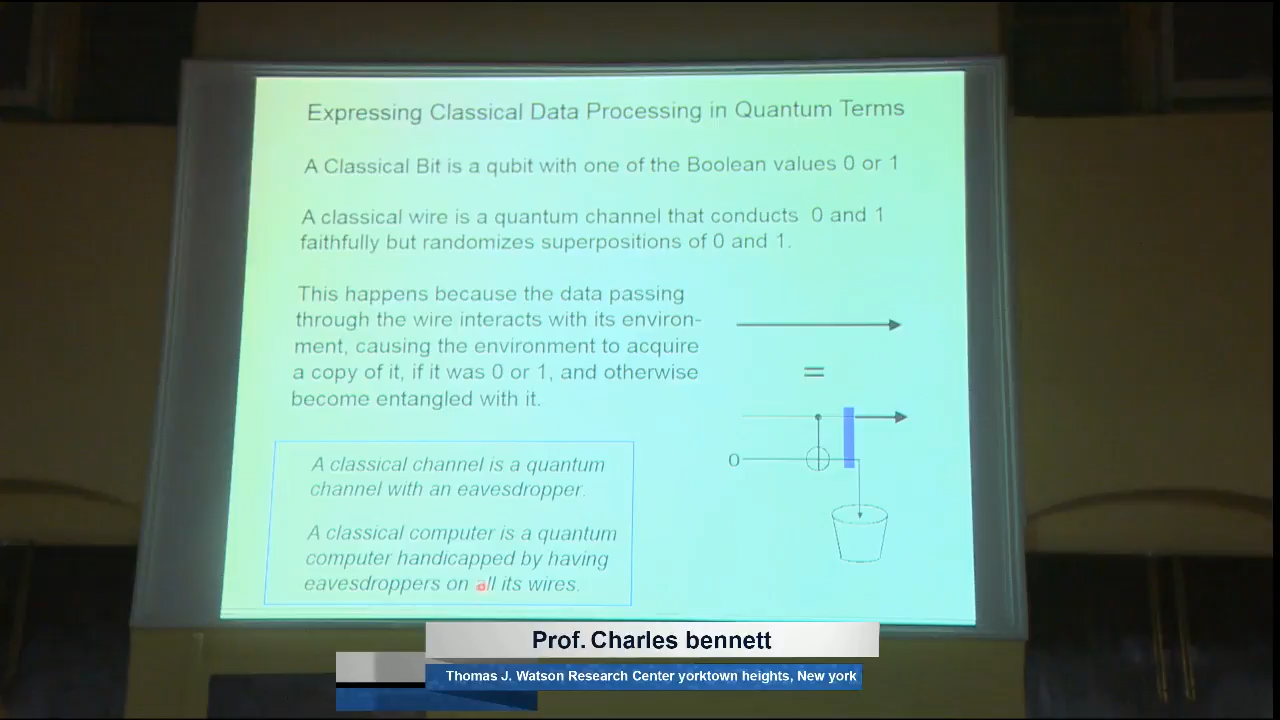 Expressing Classical Data Processing in Quantum Terms
A Classical Bit is a qubit with one of the Boolean values 0 or 1
A classical wire is a quantum channel that conducts 0 and 1
faithfully but randomizes superpositions of 0 and 1.
This happens because the data passing
through the wire interacts with its environ-
ment, causing the environment to acquire
a copy of it, if it was 0 or 1, and otherwise
become entangled with it.
=
0
A classical channel is a quantum
channel with an eavesdropper.
A classical computer is a quantum
computer handicapped by having
eavesdroppers on all its wires.
Prof. Charles bennett
Thomas J. Watson Research Center yorktown heights, New york